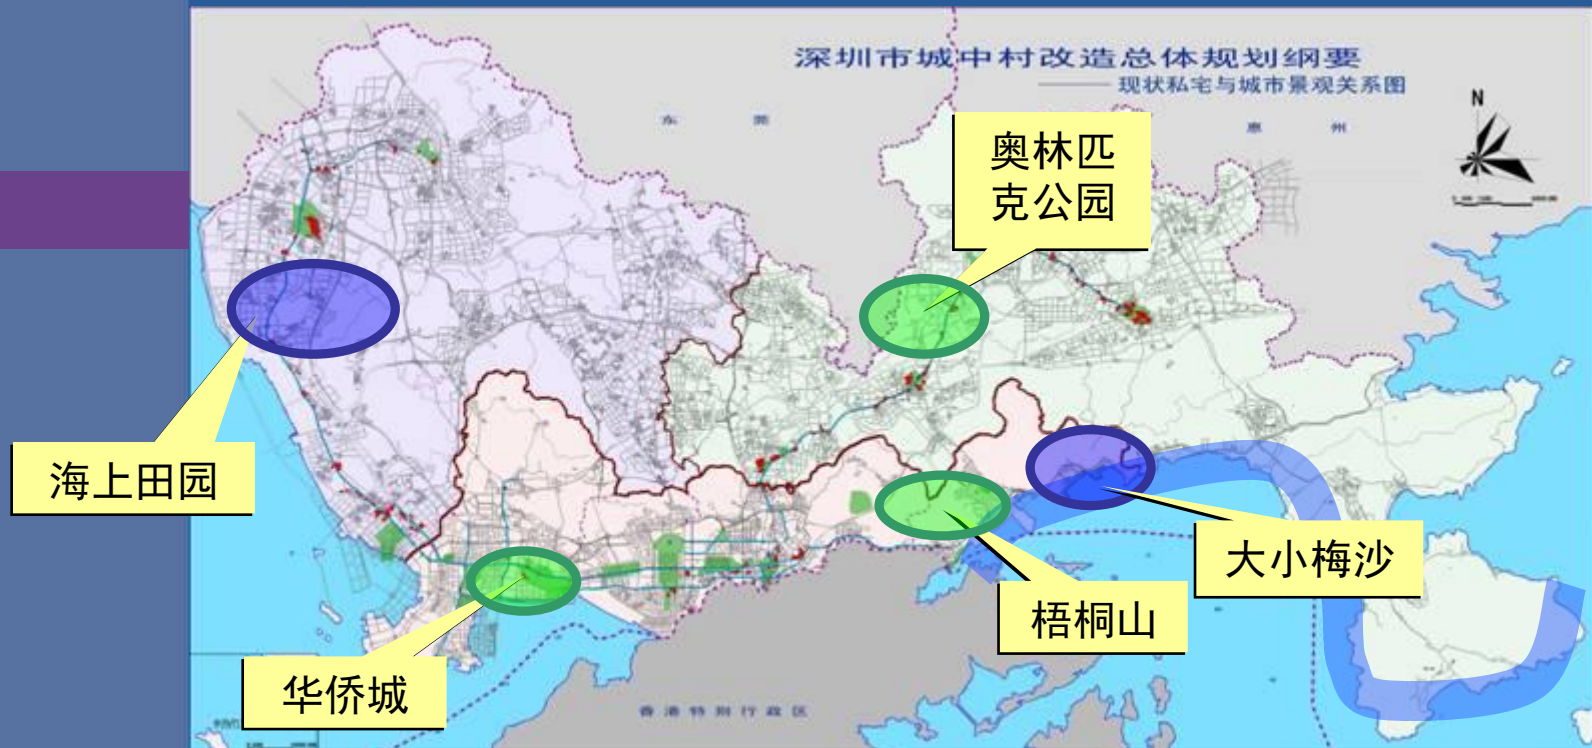 深圳市城中村改造总体规划纲要
——现状私宅与城市景观关系图
N
东 莞
惠 州
奥林匹
克公园
海上田园
大小梅沙
梧桐山
华侨城
香港特别行政区